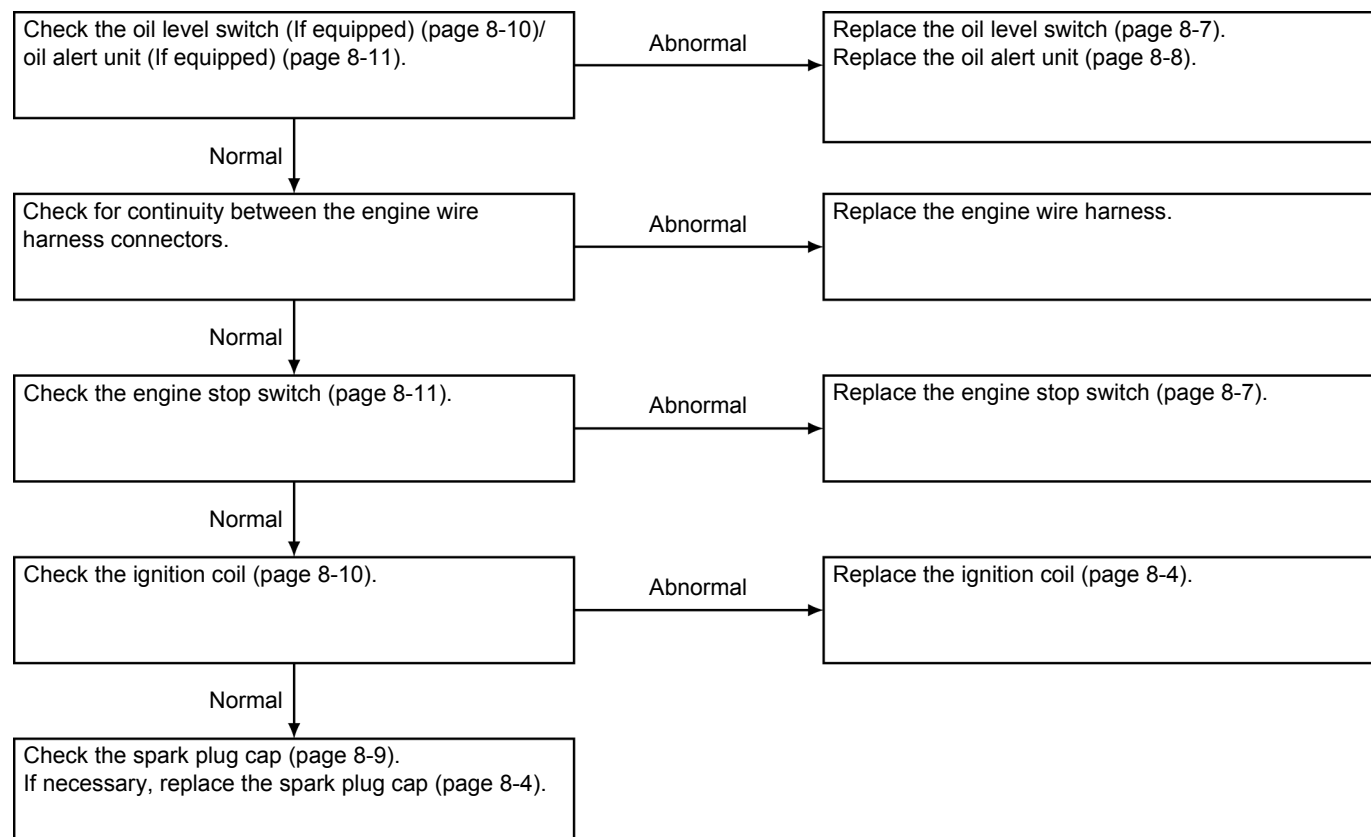 Check the oil level switch (If equipped) (page 8-10)/
oil alert unit (If equipped) (page 8-11).
Abnormal
Replace the oil level switch (page 8-7).
Replace the oil alert unit (page 8-8).
Normal
Check for continuity between the engine wire
harness connectors.
Abnormal
Replace the engine wire harness.
Normal
Check the engine stop switch (page 8-11).
Abnormal
Replace the engine stop switch (page 8-7).
Normal
Check the ignition coil (page 8-10).
Abnormal
Replace the ignition coil (page 8-4).
Normal
Check the spark plug cap (page 8-9).
If necessary, replace the spark plug cap (page 8-4).